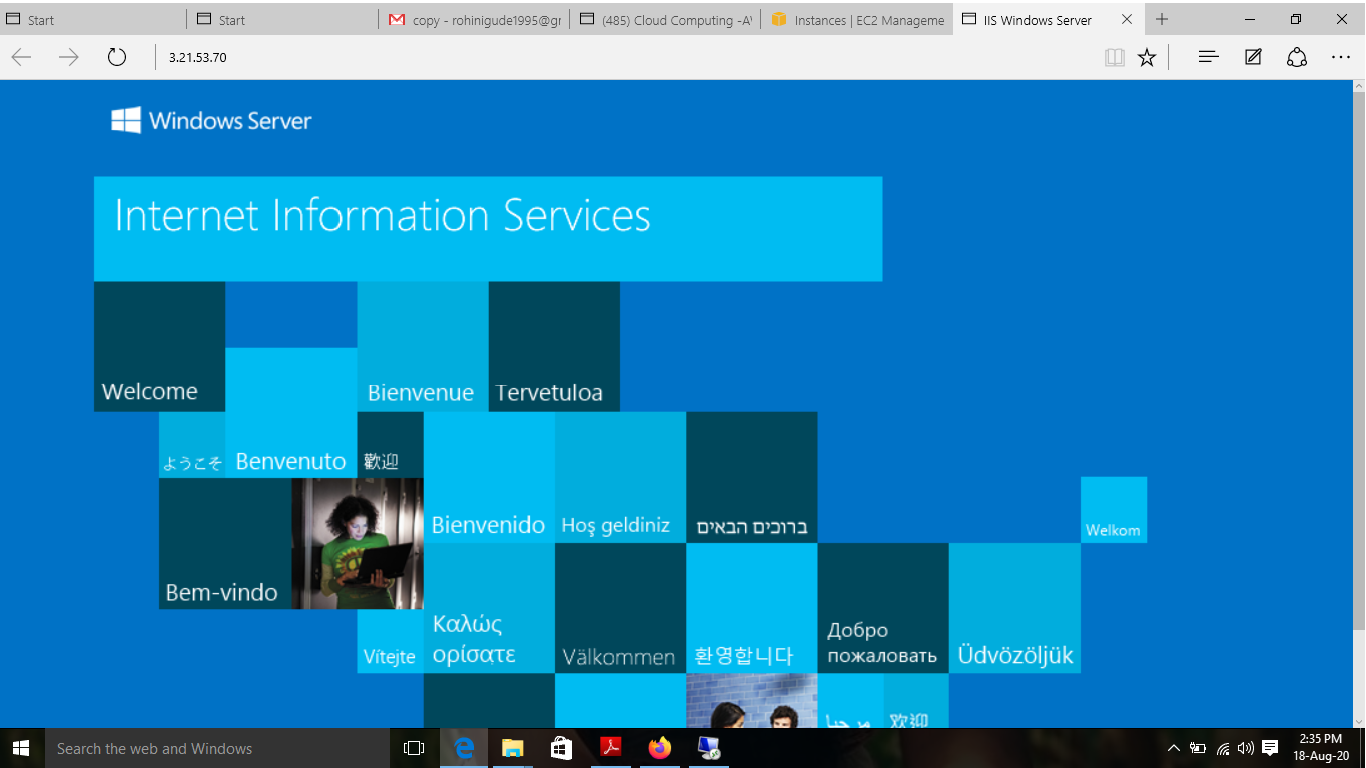 Start
Start
copy - rohinigude1995@gr
(485) Cloud Computing -A
Instances | EC2 Manageme
IIS Windows Server
3.21.53.70
Windows Server
Internet Information Services
Welcome
Bienvenue
Tervetuloa
ようこそ
Benvenuto
歡迎
Bienvenido
Hoş geldiniz
ברוכים הבאים
Welkom
Bem-vindo
Vítejte
Καλώς
ορίσατε
Välkommen
환영합니다
Добро
пожаловать
Üdvözöljük
مرحبا
欢迎
Search the web and Windows
2:35 PM
18-Aug-20